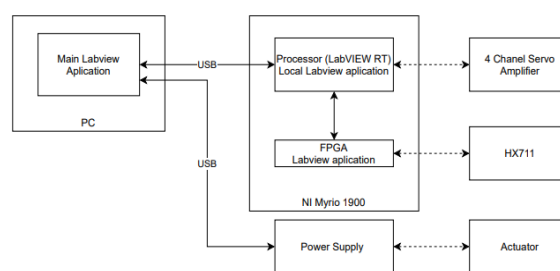 Main Labview
Aplication
PC
USB
USB
Processor (LabVIEW RT)
Local Labview aplication
FPGA
Labview aplication
NI Myrio 1900
4 Chanel Servo
Amplifier
HX711
Power Supply
Actuator